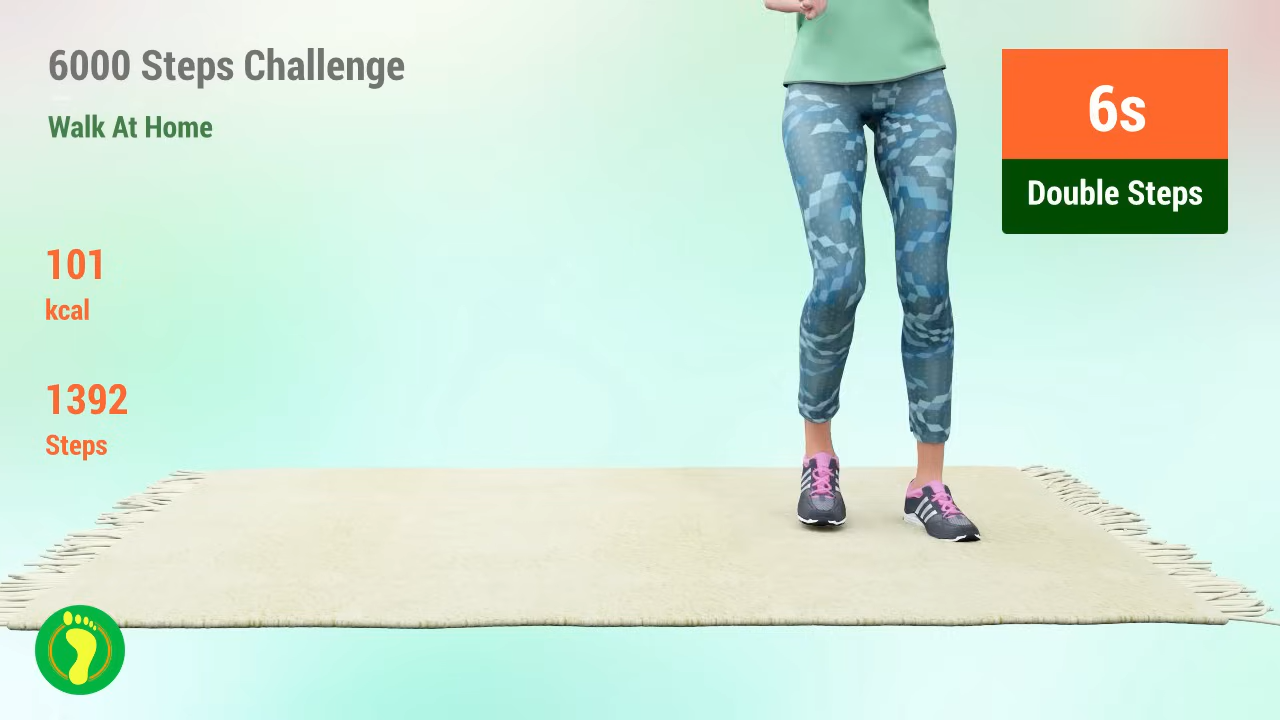 6000 Steps Challenge
Walk At Home
6s
Double Steps
101
kcal
1392
Steps